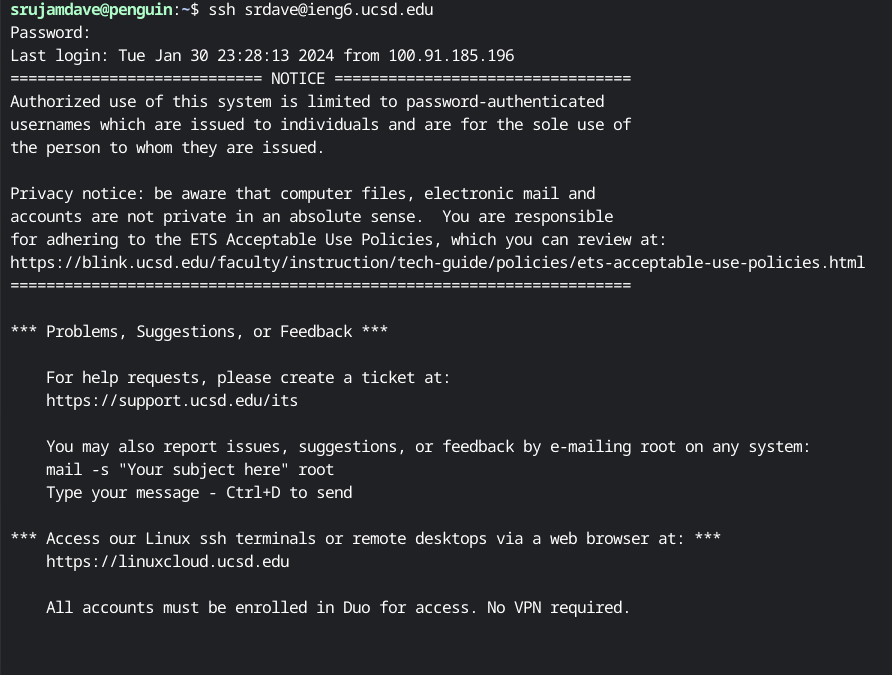 srujamdave@penguin:~$ ssh srdave@ieng6.ucsd.edu
Password:
Last login: Tue Jan 30 23:28:13 2024 from 100.91.185.196
============================ NOTICE =================================
Authorized use of this system is limited to password-authenticated
usernames which are issued to individuals and are for the sole use of
the person to whom they are issued.

Privacy notice: be aware that computer files, electronic mail and
accounts are not private in an absolute sense.  You are responsible
for adhering to the ETS Acceptable Use Policies, which you can review at:
https://blink.ucsd.edu/faculty/instruction/tech-guide/policies/ets-acceptable-use-policies.html
=====================================================================

*** Problems, Suggestions, or Feedback ***

    For help requests, please create a ticket at:
    https://support.ucsd.edu/its

    You may also report issues, suggestions, or feedback by e-mailing root on any system:
    mail -s "Your subject here" root
    Type your message - Ctrl+D to send

*** Access our Linux ssh terminals or remote desktops via a web browser at: ***
    https://linuxcloud.ucsd.edu

    All accounts must be enrolled in Duo for access. No VPN required.